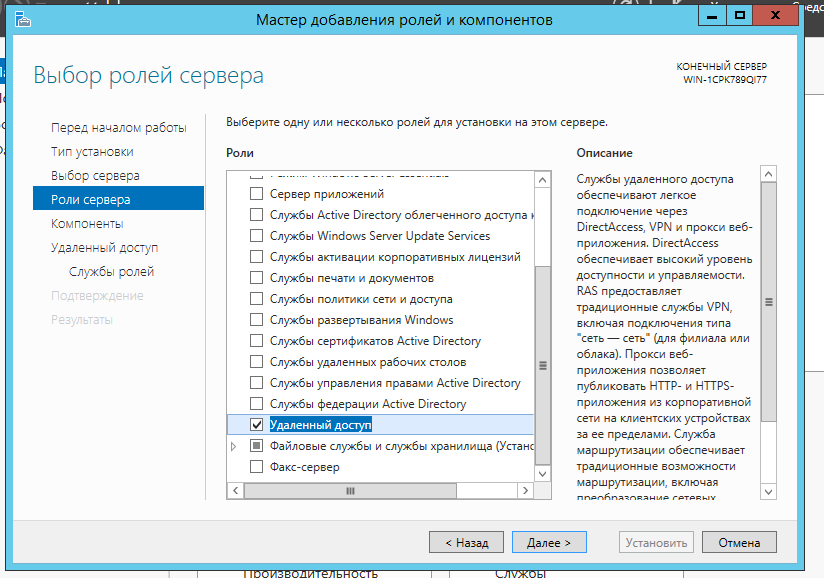 Мастер добавления ролей и компонентов
Выбор ролей сервера
КОНЕЧНЫЙ СЕРВЕР
WIN-1CPK789QI77
Перед началом работы
Тип установки
Выбор сервера
Роли сервера
Компоненты
Удаленный доступ
Службы ролей
Подтверждение
Результаты
Выберите одну или несколько ролей для установки на этом сервере.
Роли
Сервер приложений
Службы Active Directory облегченного доступа к
Службы Windows Server Update Services
Службы активации корпоративных лицензий
Службы печати и документов
Службы политики сети и доступа
Службы развертывания Windows
Службы сертификатов Active Directory
Службы удаленных рабочих столов
Службы управления правами Active Directory
Службы федерации Active Directory
Удаленный доступ
Файловые службы и службы хранилища (Устано
Факс-сервер
Описание
Службы удаленного доступа
обеспечивают легкое
подключение через
DirectAccess, VPN и прокси веб-
приложения. DirectAccess
обеспечивает высокий уровень
доступности и управляемости.
RAS предоставляет
традиционные службы VPN,
включая подключения типа
"сеть — сеть" (для филиала или
облака). Прокси веб-
приложения позволяет
публиковать HTTP- и HTTPS-
приложения из корпоративной
сети на клиентских устройствах
за ее пределами. Служба
маршрутизации обеспечивает
традиционные возможности
маршрутизации, включая
преобразование сетевых
< Назад
Далее >
Установить
Отмена
Производительность
Службы